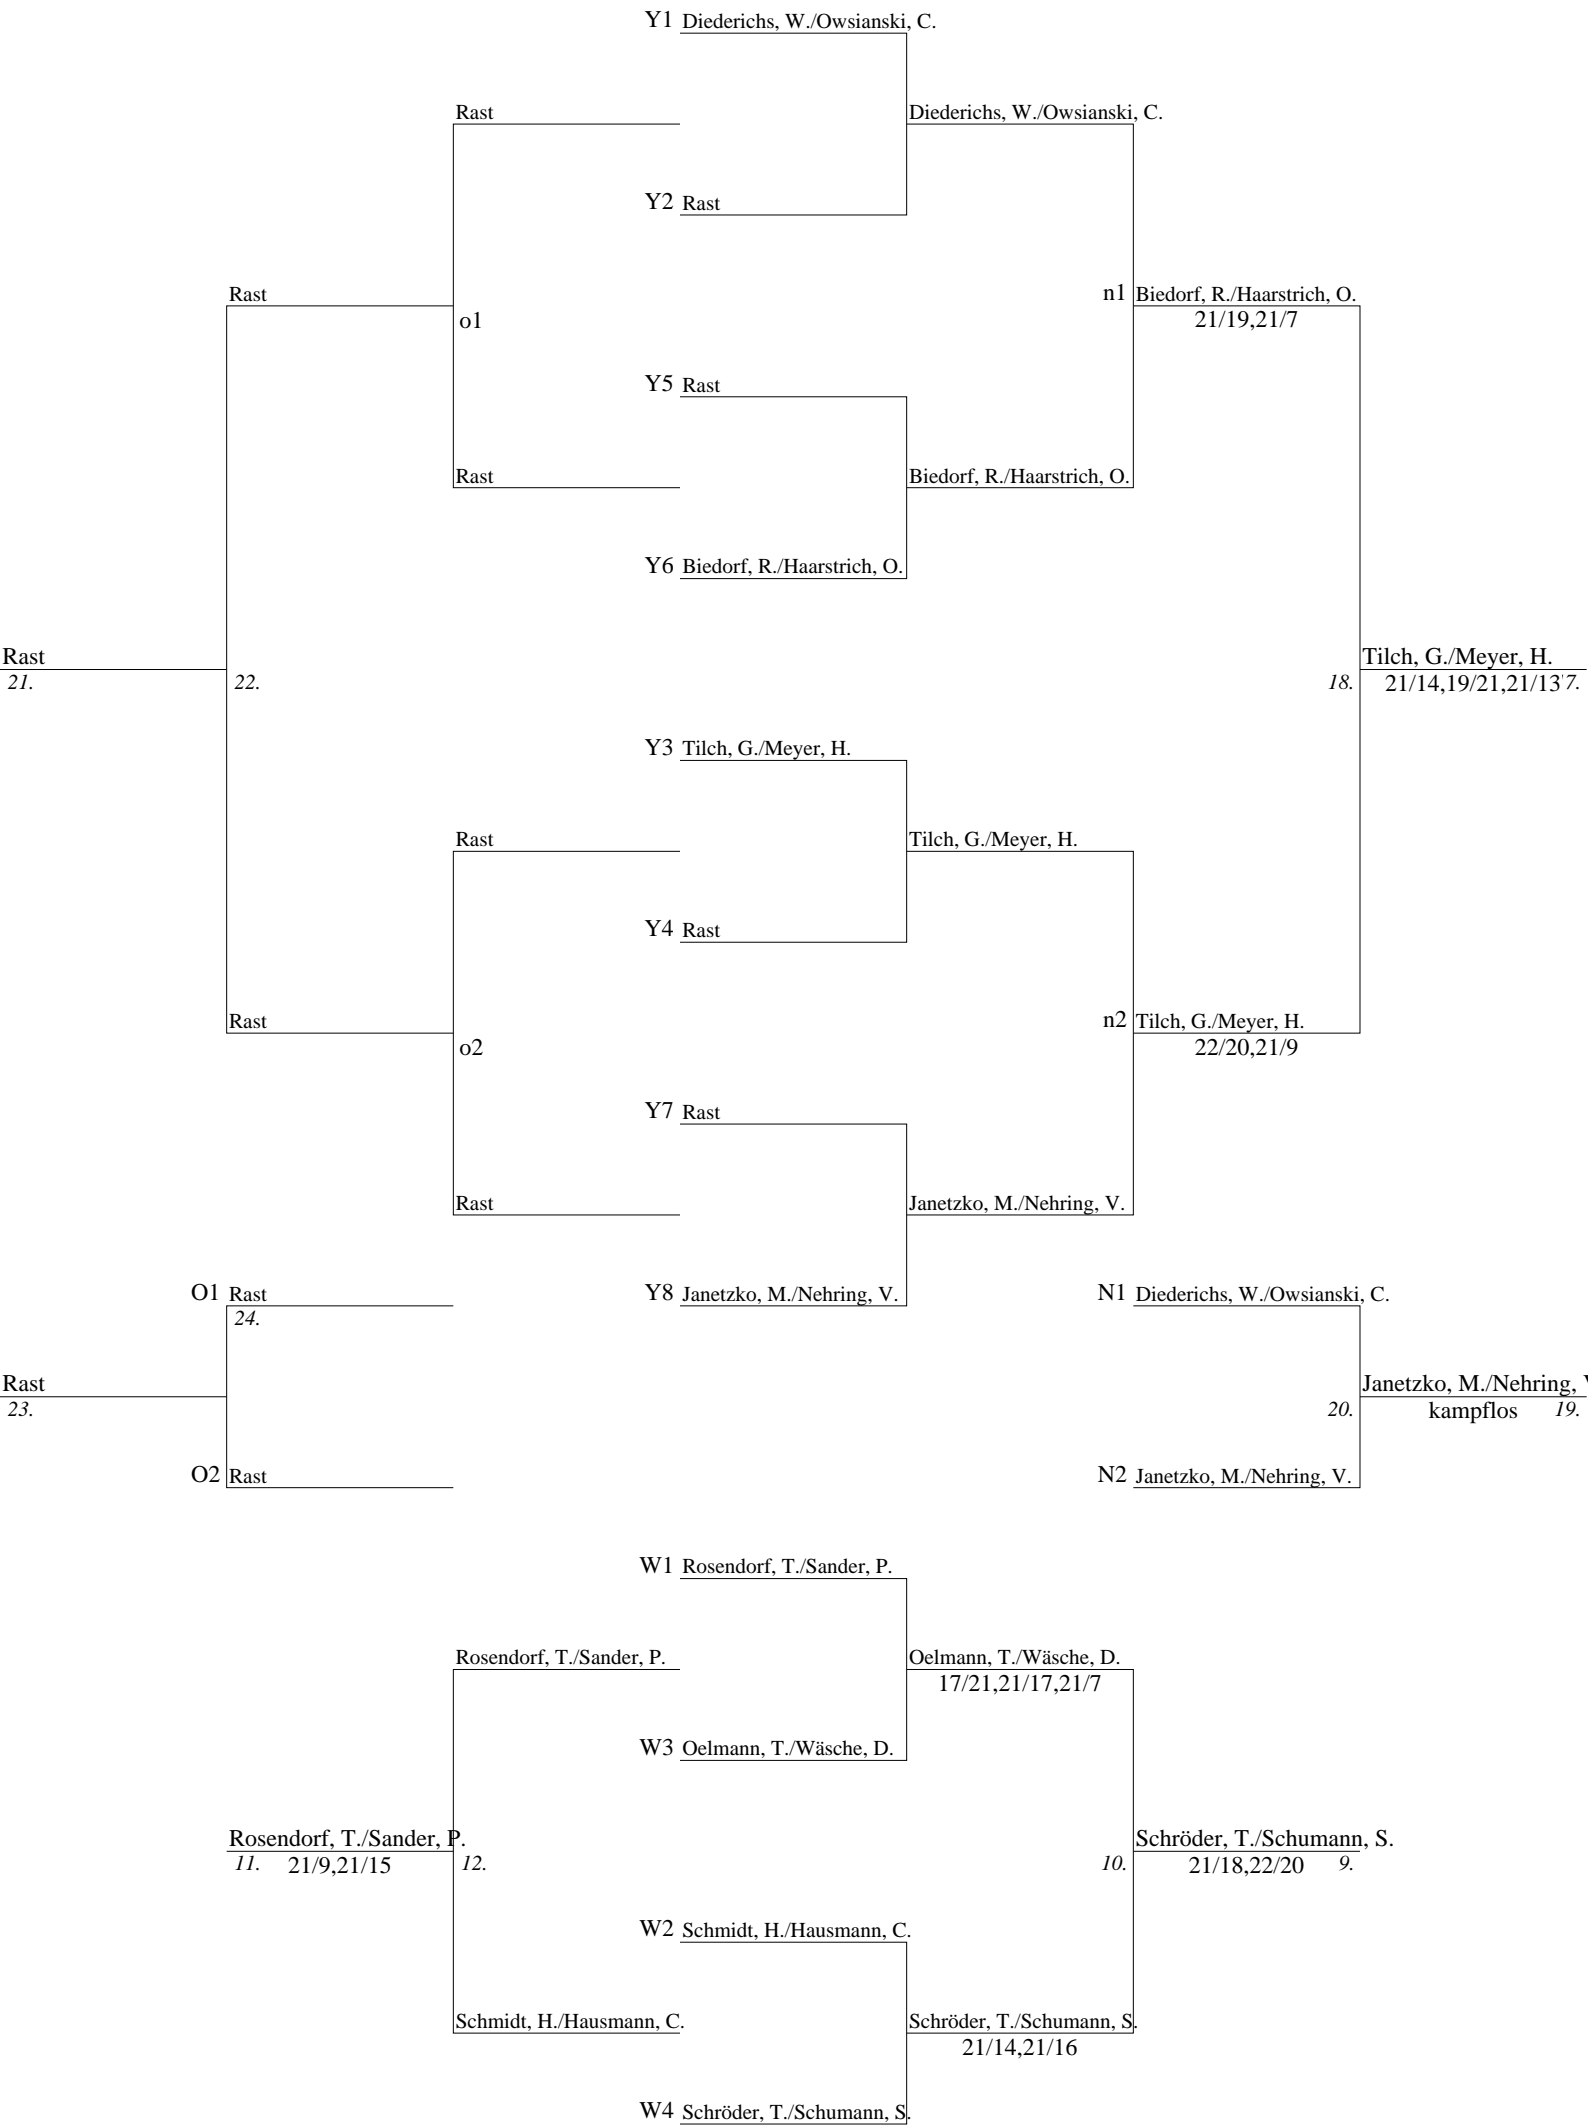 Y1 Diederichs, W./Owsianski, C.
Rast
Diederichs, W./Owsianski, C.
Y2 Rast
Rast
n1 Biedorf, R./Haarstrich, O.
o1
21/19,21/7
Y5 Rast
Rast
Biedorf, R./Haarstrich, O.
Y6 Biedorf, R./Haarstrich, O.
Rast
Tilch, G./Meyer, H.
21.
22.
18.
21/14,19/21,21/13
7.
Y3 Tilch, G./Meyer, H.
Rast
Tilch, G./Meyer, H.
Y4 Rast
Rast
n2 Tilch, G./Meyer, H.
o2
22/20,21/9
Y7 Rast
Rast
Janetzko, M./Nehring, V.
O1 Rast
Y8 Janetzko, M./Nehring, V.
N1 Diederichs, W./Owsianski, C.
24.
Rast
Janetzko, M./Nehring,
23.
20.
kampflos
19.
O2 Rast
N2 Janetzko, M./Nehring, V.
W1 Rosendorf, T./Sander, P.
Rosendorf, T./Sander, P.
Oelmann, T./Wäsche, D.
17/21,21/17,21/7
W3 Oelmann, T./Wäsche, D.
Rosendorf, T./Sander, P.
Schröder, T./Schumann, S.
11. 21/9,21/15
12.
10.
21/18,22/20 9.
W2 Schmidt, H./Hausmann, C.
Schmidt, H./Hausmann, C.
Schröder, T./Schumann, S.
21/14,21/16
W4 Schröder, T./Schumann, S.